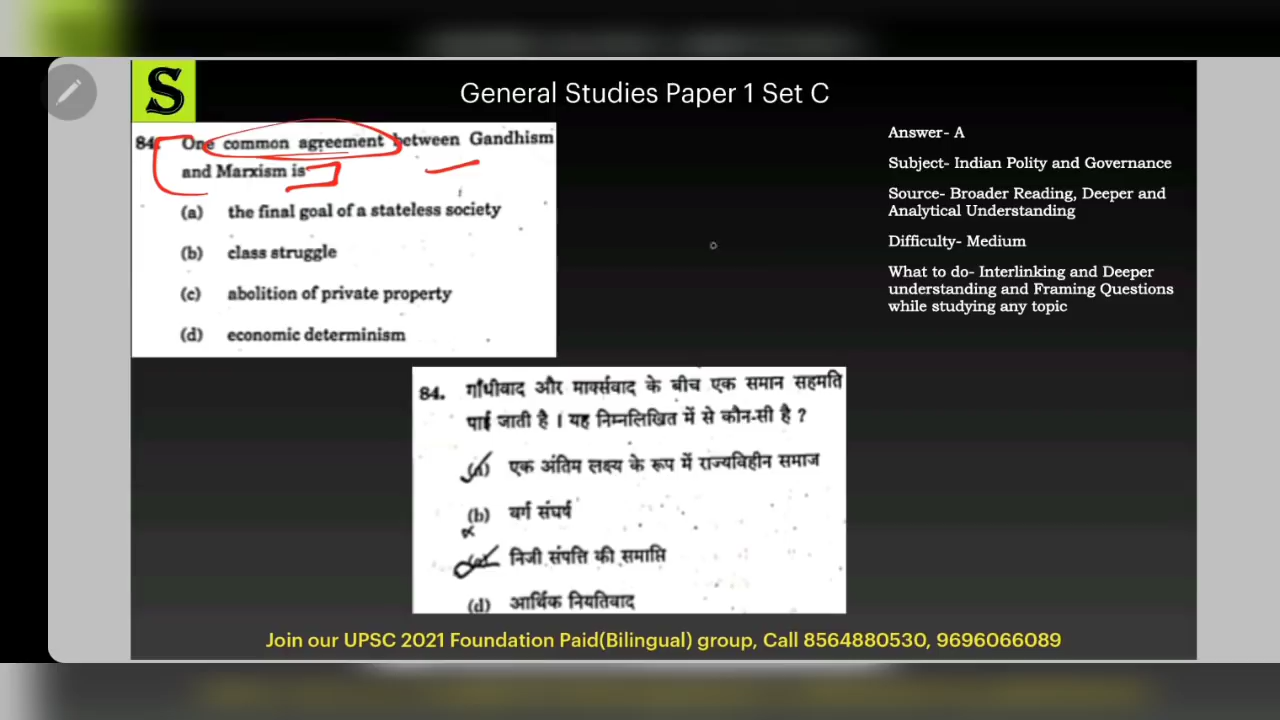 S
General Studies Paper 1 Set C
84. One common agreement between Gandhism
and Marxism is
(a) the final goal of a stateless society
(b) class struggle
(c) abolition of private property
(d) economic determinism
Answer- A
Subject- Indian Polity and Governance
Source- Broader Reading, Deeper and
Analytical Understanding
Difficulty- Medium
What to do- Interlinking and Deeper
understanding and Framing Questions
while studying any topic
84. गाँधीवाद और मार्क्सवाद के बीच एक समान सहमति
पाई जाती है । यह निम्नलिखित में से कौन-सी है ?
(a) एक अंतिम लक्ष्य के रूप में राज्यविहीन समाज
(b) वर्ग संघर्ष
निजी संपत्ति की समाप्ति
(d) आर्थिक नियतिवाद
Join our UPSC 2021 Foundation Paid(Bilingual) group, Call 8564880530, 9696066089